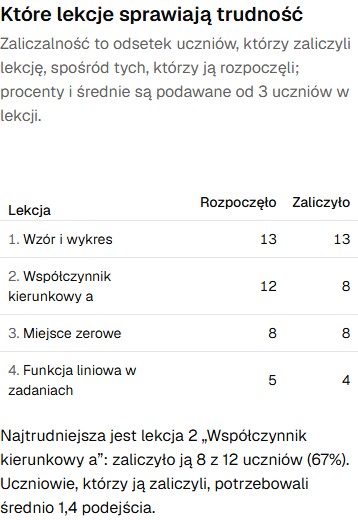 Które lekcje sprawiają trudność
Zaliczalność to odsetek uczniów, którzy zaliczyli
lekcję, spośród tych, którzy ją rozpoczęli;
procenty i średnie są podawane od 3 uczniów w
lekcji.
Lekcja Rozpoczęło Zaliczyło
1. Wzór i wykres 13 13
2. Współczynnik
kierunkowy a 12 8
3. Miejsce zerowe 8 8
4. Funkcja liniowa w
zadaniach 5 4
Najtrudniejsza jest lekcja 2 „Współczynnik
kierunkowy a”: zaliczyło ją 8 z 12 uczniów (67%).
Uczniowie, którzy ją zaliczyli, potrzebowali
średnio 1,4 podejścia.